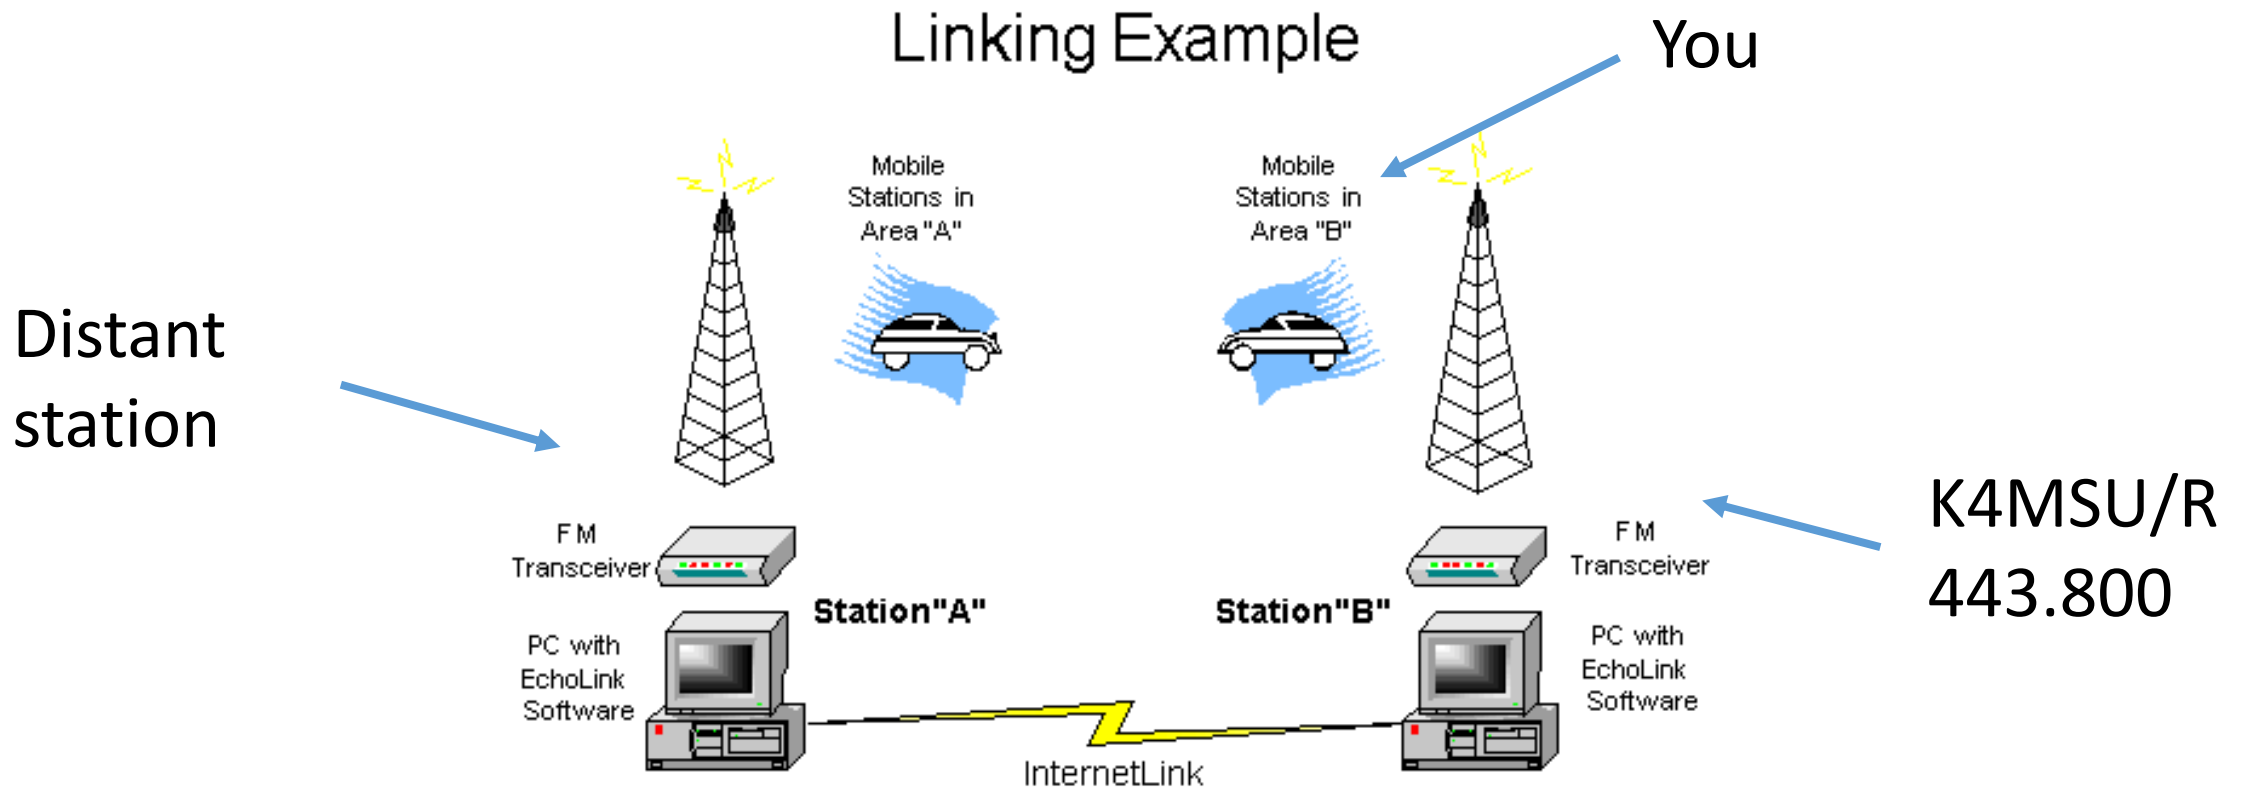 Linking Example
You
Mobile
Stations in
Area "A"
Mobile
Stations in
Area "B"
Distant
station
FM
Transceiver
FM
Transceiver
K4MSU/R
443.800
Station"A"
Station"B"
PC with
EchoLink
Software
PC with
EchoLink
Software
InternetLink